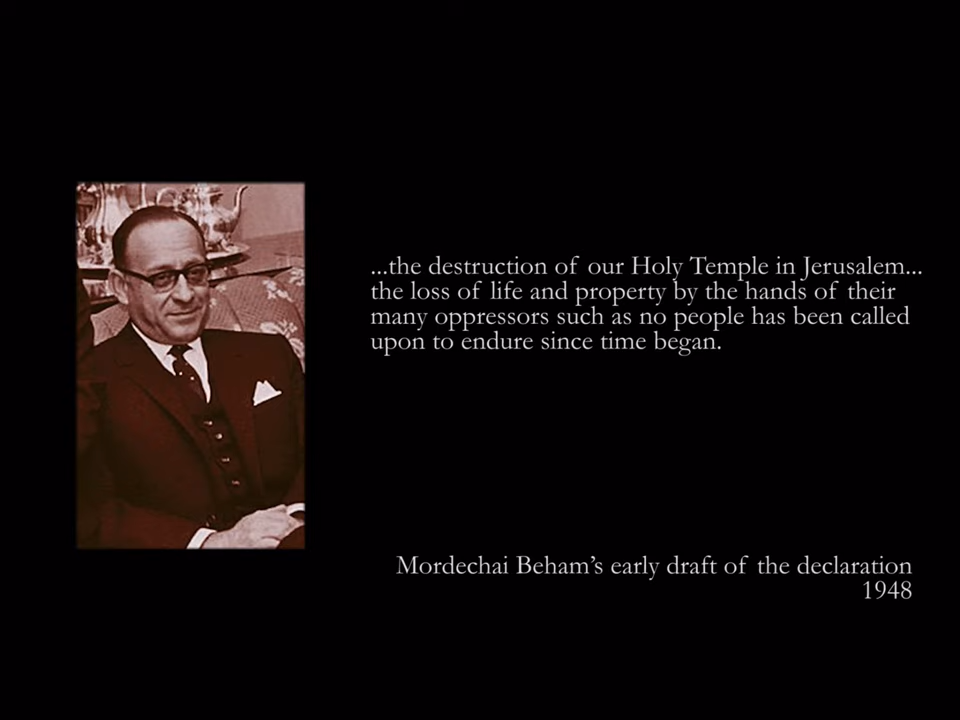 ...the destruction of our Holy Temple in Jerusalem...
the loss of life and property by the hands of their
many oppressors such as no people has been called
upon to endure since time began.
Mordechai Beham’s early draft of the declaration
1948